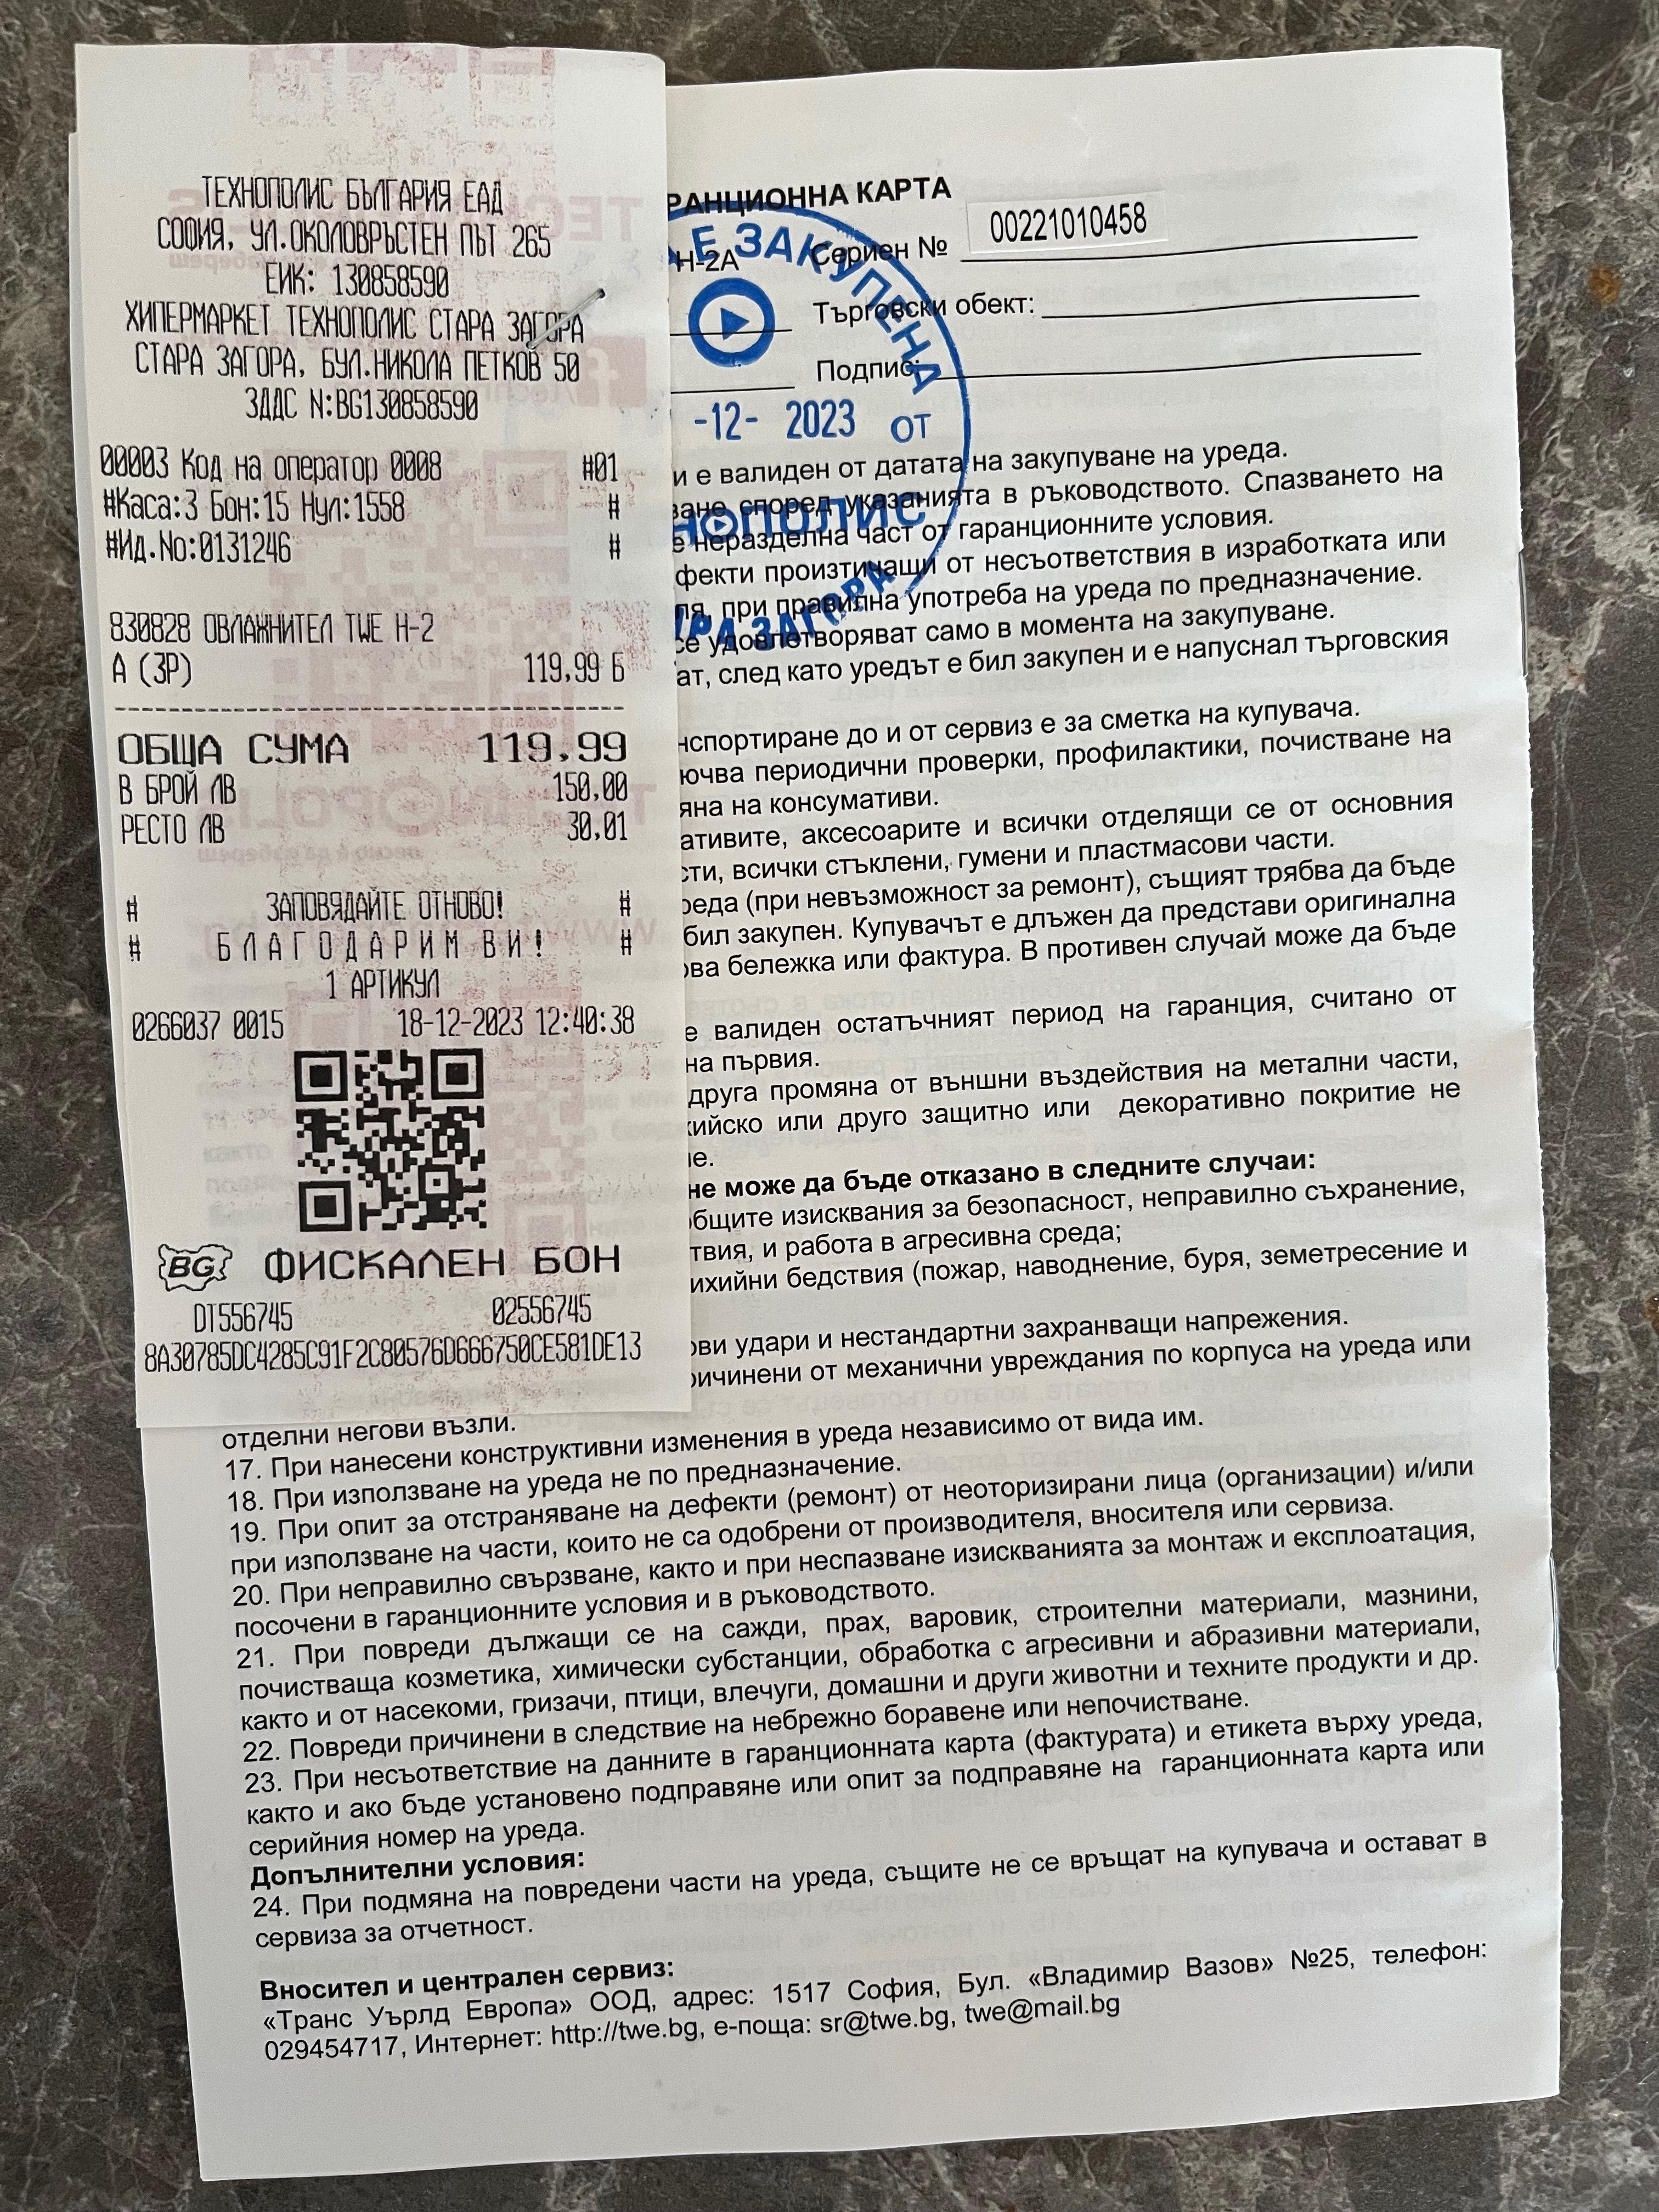 ТЕХНОПОЛИС БЪЛГАРИЯ ЕАД
СОФИЯ, УЛ.ОКОЛОВРЪСТЕН ПЪТ 265
ЕИК: 130858590
ХИПЕРМАРКЕТ ТЕХНОПОЛИС СТАРА ЗАГОРА
СТАРА ЗАГОРА, БУЛ.НИКОЛА ПЕТКОВ 50
ЗДДС N:BG130858590
00003 Код на оператор 0008 #01
#Каса:3 Бон:15 Нул:1558 #
#Ид.No:0131246 #
830828 ОВЛАЖНИТЕЛ TWE H-2
A (ЗР) 119,99 Б
ОБЩА СУМА 119.99
В БРОЙ ЛВ 150,00
РЕСТО ЛВ 30,01
# ЗАПОВЯДАЙТЕ ОТНОВО! #
# БЛАГОДАРИМ ВИ! #
1 АРТИКУЛ
0266037 0015 18-12-2023 12:40:38
BG ФИСКАЛЕН БОН
DT556745 02556745
8A30785DC4285C91F2C80576D666750CE581DE13
РАНЦИОННА КАРТА
H-2A Сериен № 00221010458
Търговски обект:
Подпис:
Е ЗАКУПЕНА
-12- 2023 ОТ
НОПОЛИС
РА ЗАГОРА
и е валиден от датата на закупуване на уреда.
ване според указанията в ръководството. Спазването на
е неразделна част от гаранционните условия.
фекти произтичащи от несъответствия в изработката или
ля, при правилна употреба на уреда по предназначение.
се удовлетворяват само в момента на закупуване.
ат, след като уредът е бил закупен и е напуснал търговския
нспортиране до и от сервиз е за сметка на купувача.
ючва периодични проверки, профилактики, почистване на
яна на консумативи.
ативите, аксесоарите и всички отделящи се от основния
сти, всички стъклени, гумени и пластмасови части.
реда (при невъзможност за ремонт), същият трябва да бъде
бил закупен. Купувачът е длъжен да представи оригинална
ова бележка или фактура. В противен случай може да бъде
е валиден остатъчният период на гаранция, считано от
на първия.
друга промяна от външни въздействия на метални части,
кийско или друго защитно или декоративно покритие не
не може да бъде отказано в следните случаи:
общите изисквания за безопасност, неправилно съхранение,
твия, и работа в агресивна среда;
ихийни бедствия (пожар, наводнение, буря, земетресение и
ови удари и нестандартни захранващи напрежения.
ричинени от механични увреждания по корпуса на уреда или
отделни негови възли.
17. При нанесени конструктивни изменения в уреда независимо от вида им.
18. При използване на уреда не по предназначение.
19. При опит за отстраняване на дефекти (ремонт) от неоторизирани лица (организации) и/или
при използване на части, които не са одобрени от производителя, вносителя или сервиза.
20. При неправилно свързване, както и при неспазване изискванията за монтаж и експлоатация,
посочени в гаранционните условия и в ръководството.
21. При повреди дължащи се на сажди, прах, варовик, строителни материали, мазнини,
почистваща козметика, химически субстанции, обработка с агресивни и абразивни материали,
както и от насекоми, гризачи, птици, влечуги, домашни и други животни и техните продукти и др.
22. Повреди причинени в следствие на небрежно боравене или непочистване.
23. При несъответствие на данните в гаранционната карта (фактурата) и етикета върху уреда,
както и ако бъде установено подправяне или опит за подправяне на гаранционната карта или
серийния номер на уреда.
Допълнителни условия:
24. При подмяна на повредени части на уреда, същите не се връщат на купувача и остават в
сервиза за отчетност.
Вносител и централен сервиз:
«Транс Уърлд Европа» ООД, адрес: 1517 София, Бул. «Владимир Вазов» №25, телефон:
029454717, Интернет: http://twe.bg, е-поща: sr@twe.bg, twe@mail.bg